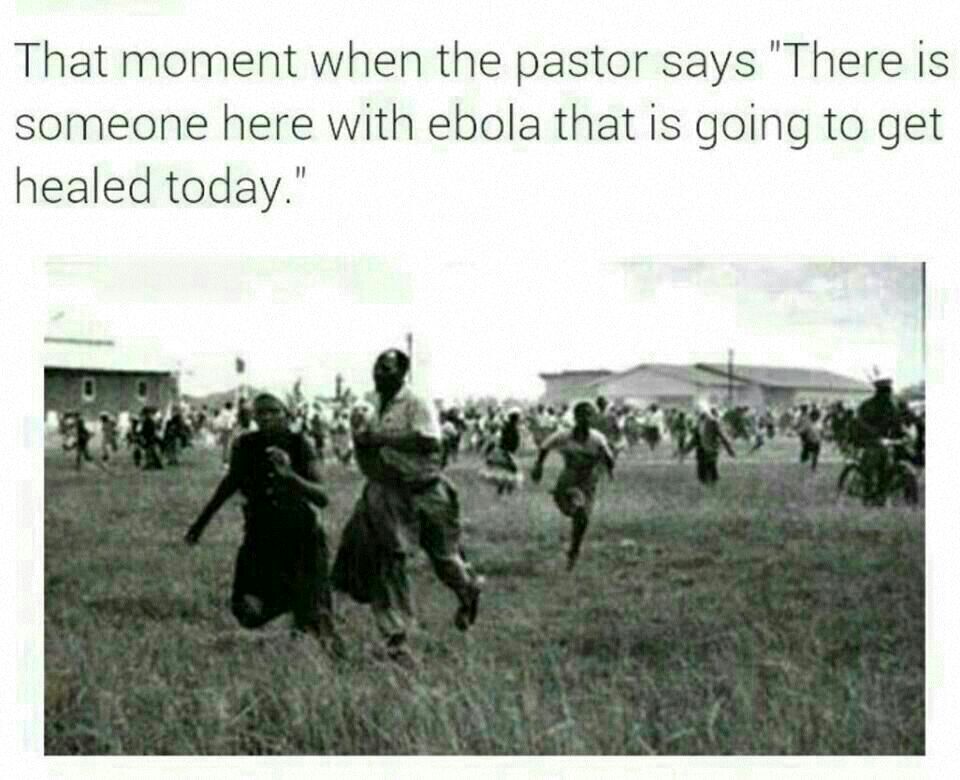 That moment when the pastor says "There is
someone here with ebola that is going to get
healed today."